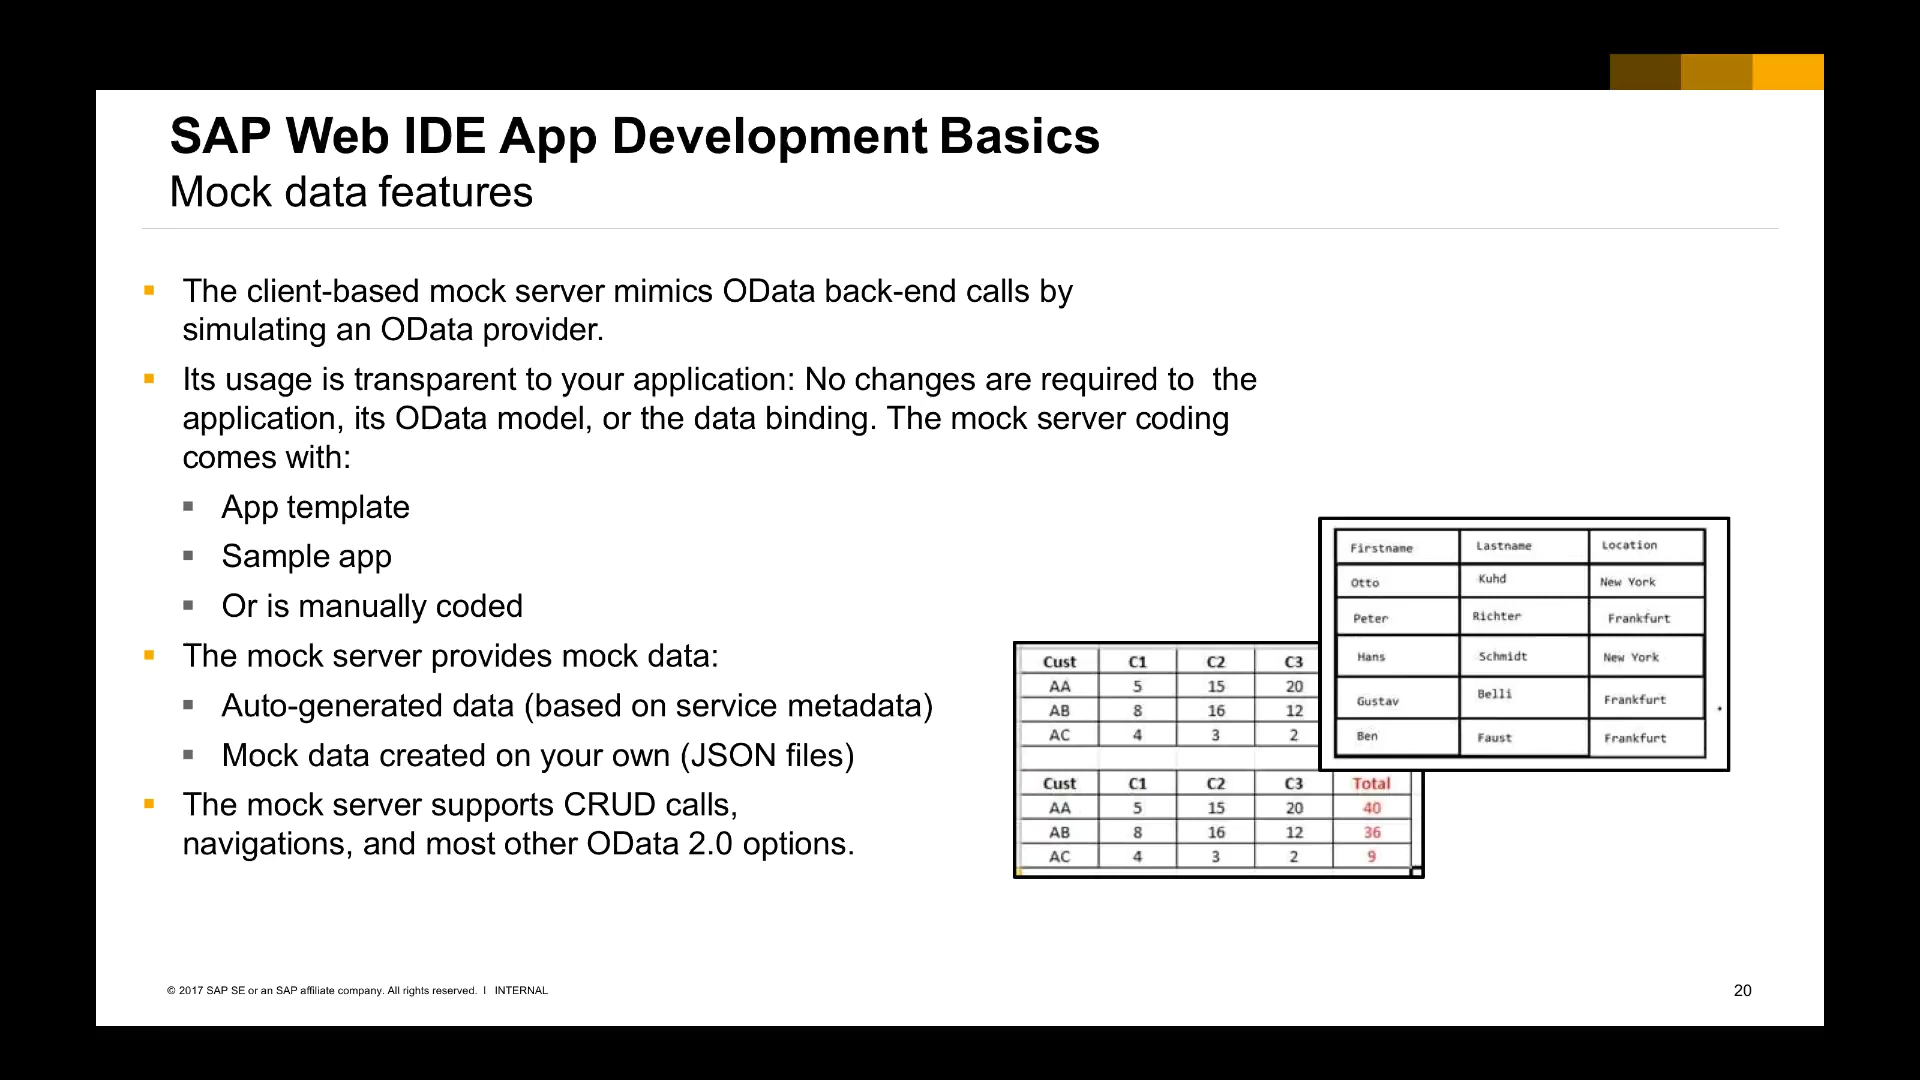 SAP Web IDE App Development Basics
Mock data features
▪ The client-based mock server mimics OData back-end calls by
simulating an OData provider.
▪ Its usage is transparent to your application: No changes are required to the
application, its OData model, or the data binding. The mock server coding
comes with:
▪ App template
▪ Sample app
▪ Or is manually coded
▪ The mock server provides mock data:
▪ Auto-generated data (based on service metadata)
▪ Mock data created on your own (JSON files)
▪ The mock server supports CRUD calls,
navigations, and most other OData 2.0 options.
Firstname Lastname Location
Otto Kuhd New York
Peter Richter Frankfurt
Hans Schmidt New York
Gustav Belli Frankfurt
Ben Faust Frankfurt
Cust C1 C2 C3
AA 5 15 20
AB 8 16 12
AC 4 3 2
Cust C1 C2 C3 Total
AA 5 15 20 40
AB 8 16 12 36
AC 4 3 2 9
© 2017 SAP SE or an SAP affiliate company. All rights reserved. I INTERNAL
20